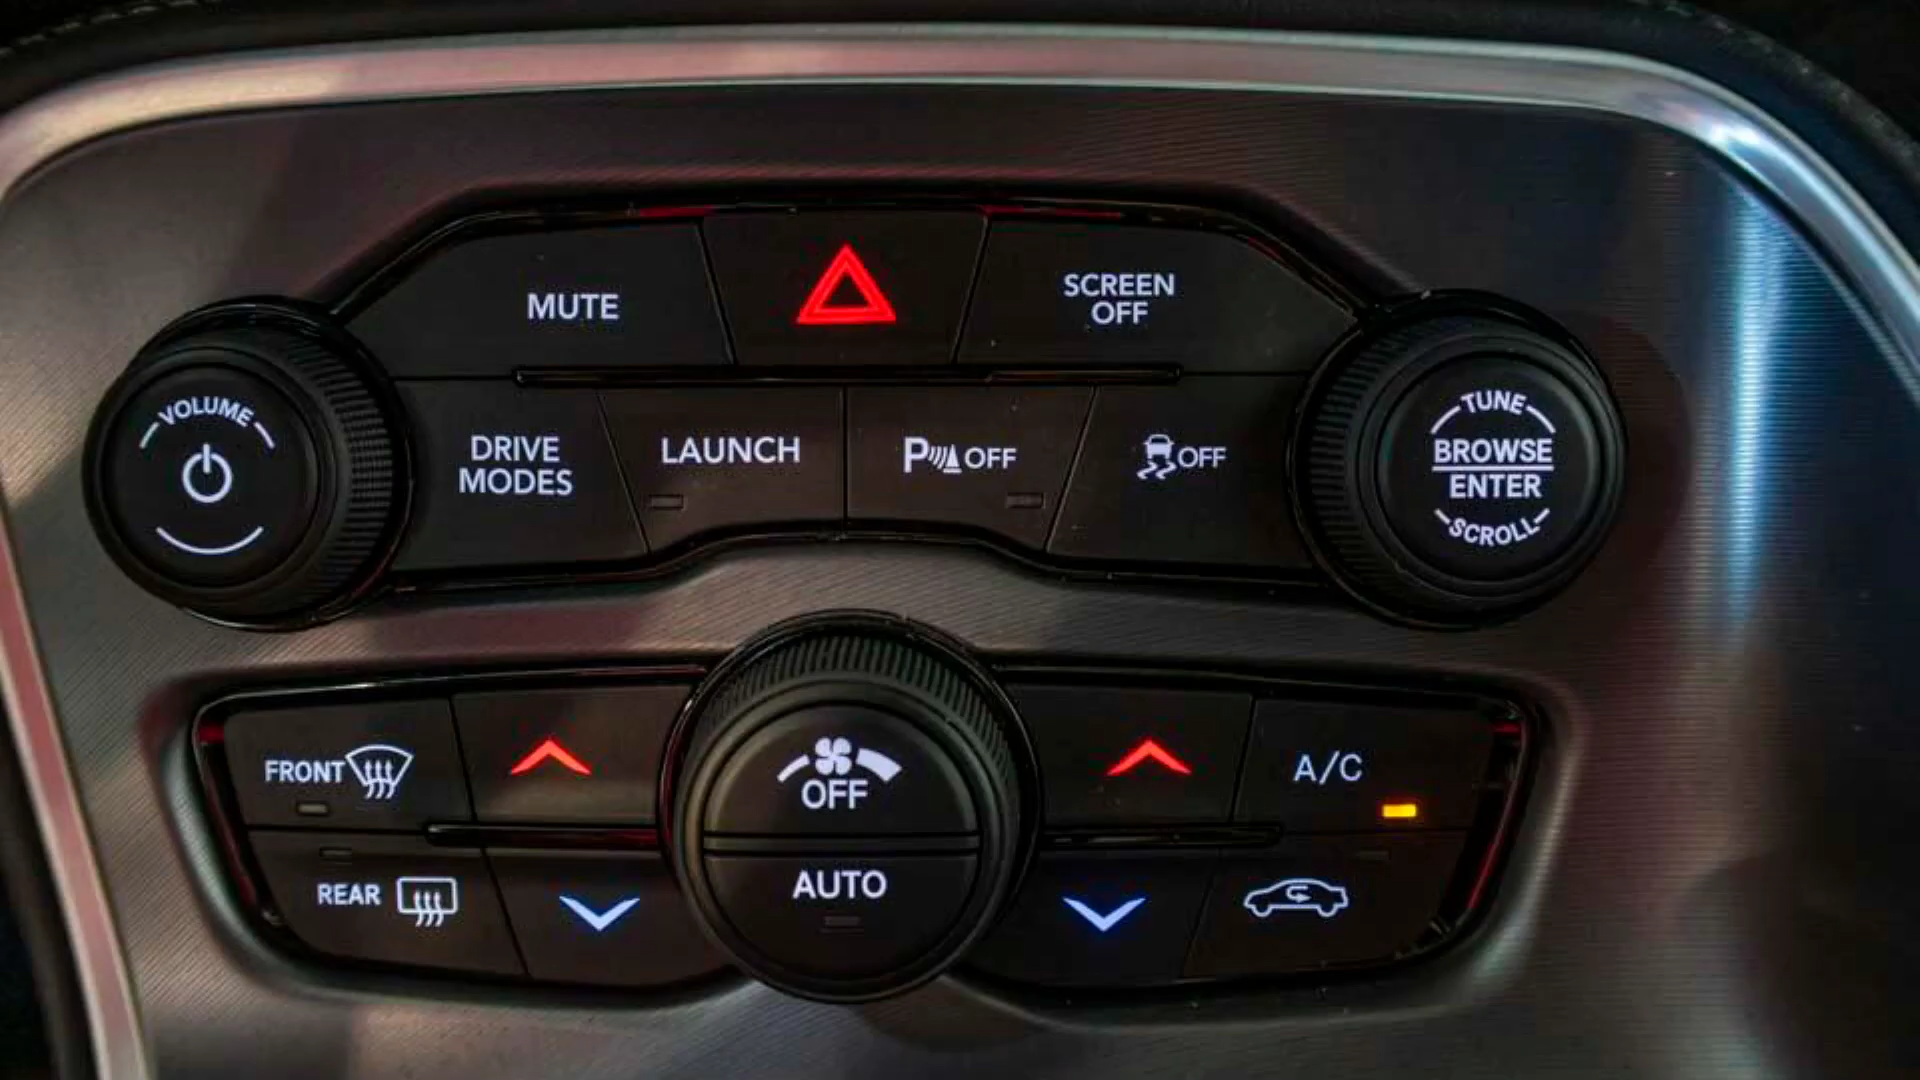 MUTE
SCREEN
OFF
VOLUME
DRIVE
MODES
LAUNCH
P OFF
OFF
TUNE
BROWSE
ENTER
SCROLL
FRONT
OFF
A/C
REAR
AUTO